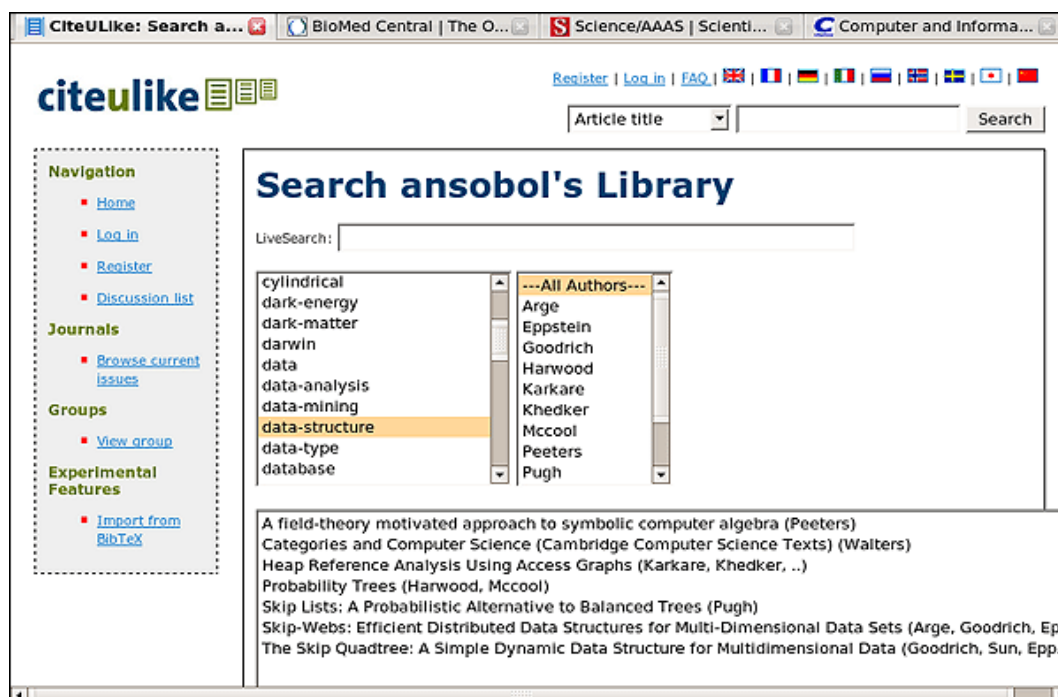 CiteULike: Search a... BioMed Central | The O... Science/AAAS | Scienti... Computer and Informa...
citeulike
Register | Log in | FAQ | | | | | | | | |
Article title Search
Navigation
Home
Log in
Register
Discussion list
Journals
Browse current
issues
Groups
View group
Experimental
Features
Import from
BibTeX
Search ansobol's Library
LiveSearch:
cylindrical
dark-energy
dark-matter
darwin
data
data-analysis
data-mining
data-structure
data-type
database
---All Authors---
Arge
Eppstein
Goodrich
Harwood
Karkare
Khedker
Mccool
Peeters
Pugh
A field-theory motivated approach to symbolic computer algebra (Peeters)
Categories and Computer Science (Cambridge Computer Science Texts) (Walters)
Heap Reference Analysis Using Access Graphs (Karkare, Khedker, ..)
Probability Trees (Harwood, Mccool)
Skip Lists: A Probabilistic Alternative to Balanced Trees (Pugh)
Skip-Webs: Efficient Distributed Data Structures for Multi-Dimensional Data Sets (Arge, Goodrich, Ep
The Skip Quadtree: A Simple Dynamic Data Structure for Multidimensional Data (Goodrich, Sun, Epp